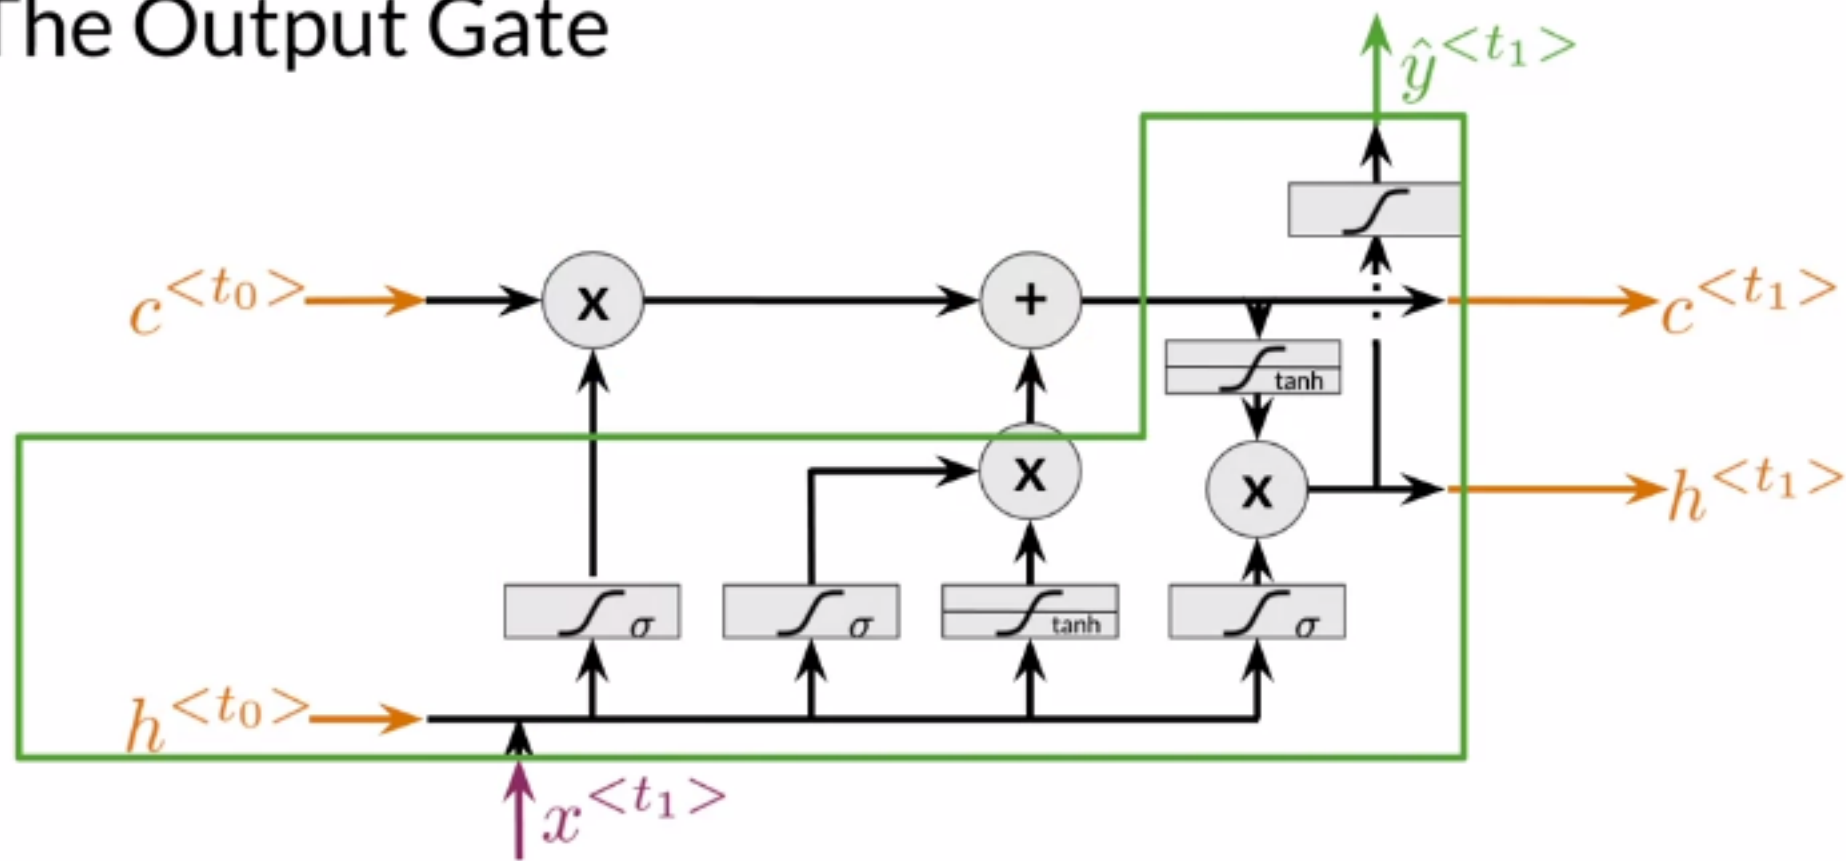 The Output Gate
ŷ^{<t₁>}
c^{<t₀>}
x
+
c^{<t₁>}
tanh
x
x
h^{<t₁>}
σ
σ
tanh
σ
h^{<t₀>}
x^{<t₁>}